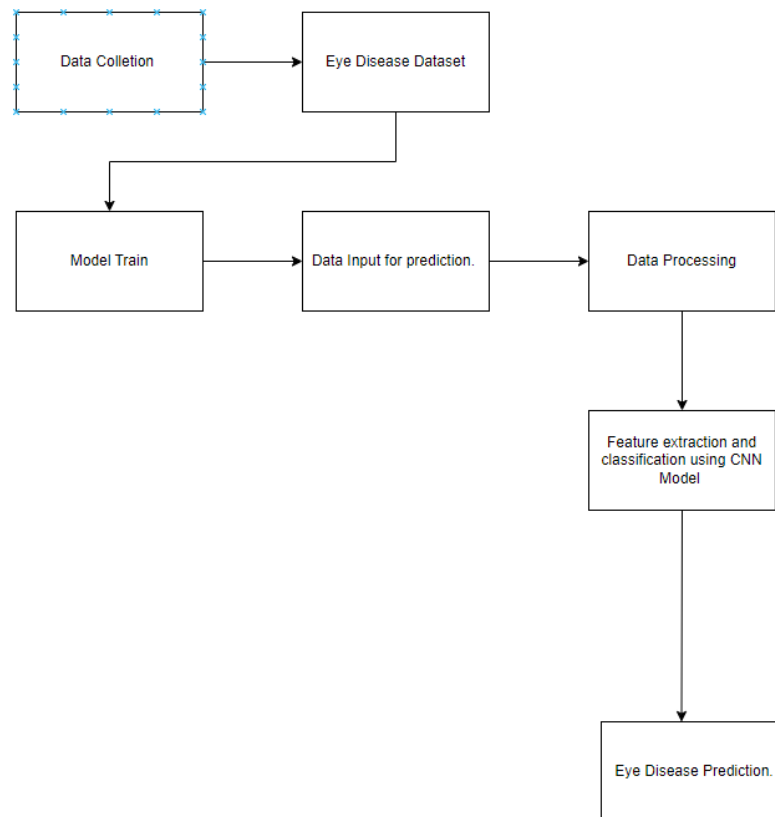 Data Colletion
Eye Disease Dataset
Model Train
Data Input for prediction.
Data Processing
Feature extraction and
classification using CNN
Model
Eye Disease Prediction.